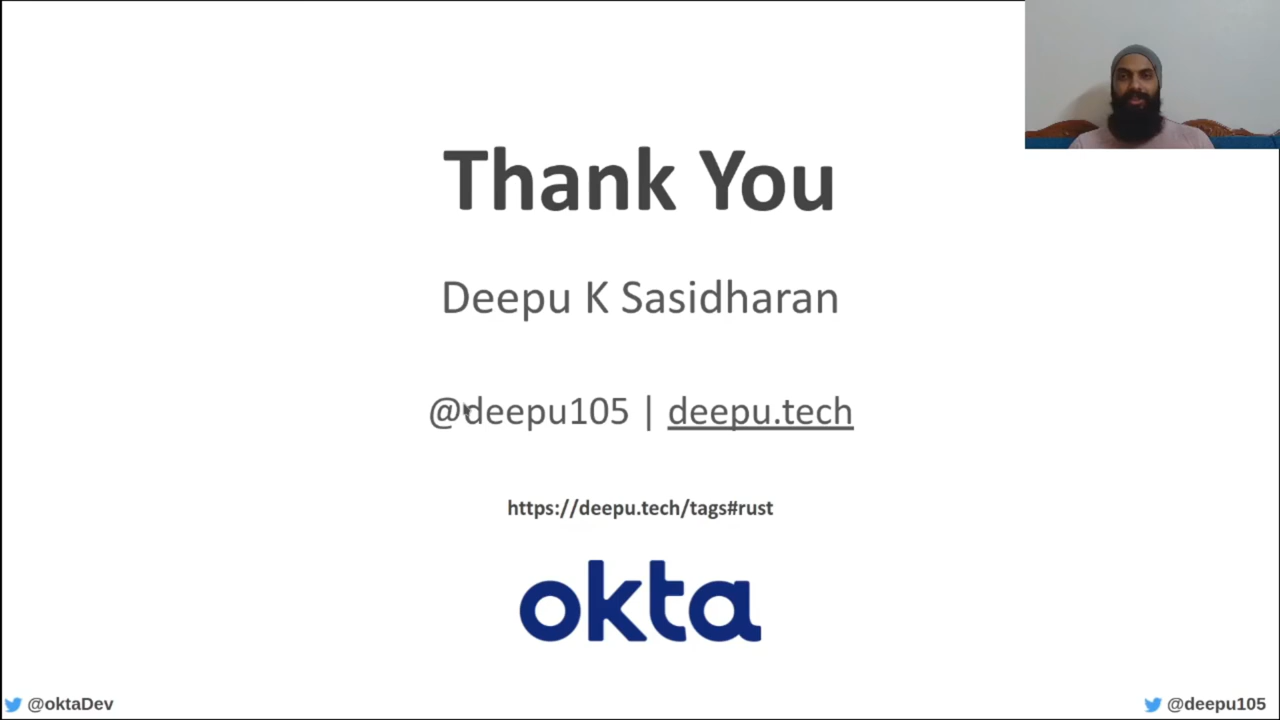 Thank You
Deepu K Sasidharan
@deepu105 | deepu.tech
https://deepu.tech/tags#rust
okta
@oktaDev
@deepu105